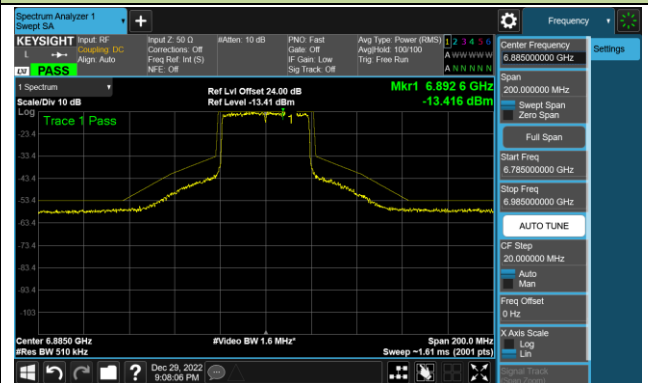 Spectrum Analyzer 1
Swept SA
+
Frequency
KEYSIGHT Input: RF Input Z: 50 Ω #Atten: 10 dB PNO: Fast Avg Type: Power (RMS) 1 2 3 4 5 6
L Coupling: DC Corrections: Off Gate: Off Avg|Hold: 100/100 A W W W W W
Align: Auto Freq Ref: Int (S) IF Gain: Low Trig: Free Run
LXI PASS NFE: Off Sig Track: Off A N N N N N
1 Spectrum
Scale/Div 10 dB
Ref Lvl Offset 24.00 dB
Ref Level -13.41 dBm
Mkr1 6.892 6 GHz
-13.416 dBm
Log
Trace 1 Pass
1
-23.4
-33.4
-43.4
-53.4
-63.4
-73.4
-83.4
-93.4
-103
Center 6.8850 GHz #Video BW 1.6 MHz* Span 200.0 MHz
#Res BW 510 kHz Sweep ~1.61 ms (2001 pts)
Dec 29, 2022
9:08:06 PM
?
Center Frequency
6.885000000 GHz
Settings
Span
200.000000 MHz
Swept Span
Zero Span
Full Span
Start Freq
6.785000000 GHz
Stop Freq
6.985000000 GHz
AUTO TUNE
CF Step
20.000000 MHz
Auto
Man
Freq Offset
0 Hz
X Axis Scale
Log
Lin
Signal Track
(Span Zoom)